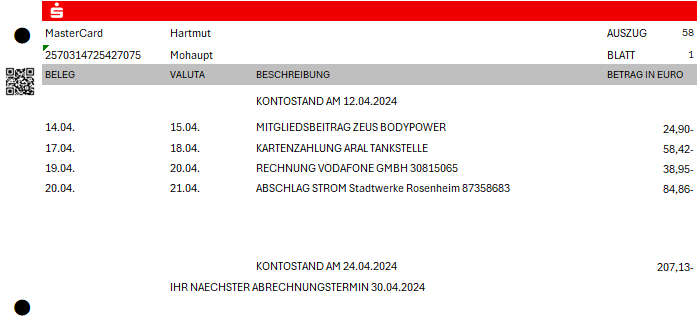 MasterCard Hartmut AUSZUG 58
2570314725427075 Mohaupt BLATT 1
BELEG VALUTA BESCHREIBUNG BETRAG IN EURO
KONTOSTAND AM 12.04.2024
14.04. 15.04. MITGLIEDSBEITRAG ZEUS BODYPOWER 24,90-
17.04. 18.04. KARTENZAHLUNG ARAL TANKSTELLE 58,42-
19.04. 20.04. RECHNUNG VODAFONE GMBH 30815065 38,95-
20.04. 21.04. ABSCHLAG STROM Stadtwerke Rosenheim 87358683 84,86-
KONTOSTAND AM 24.04.2024 207,13-
IHR NAECHSTER ABRECHNUNGSTERMIN 30.04.2024